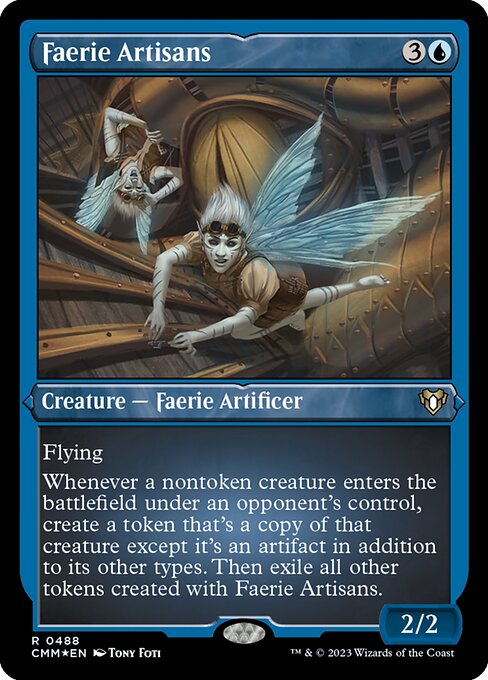 Faerie Artisans 3
Creature — Faerie Artificer
Flying
Whenever a nontoken creature enters the
battlefield under an opponent's control,
create a token that's a copy of that
creature except it's an artifact in addition
to its other types. Then exile all other
tokens created with Faerie Artisans.
2/2
R 0488
CMM★EN Tony Foti
™ & © 2023 Wizards of the Coast